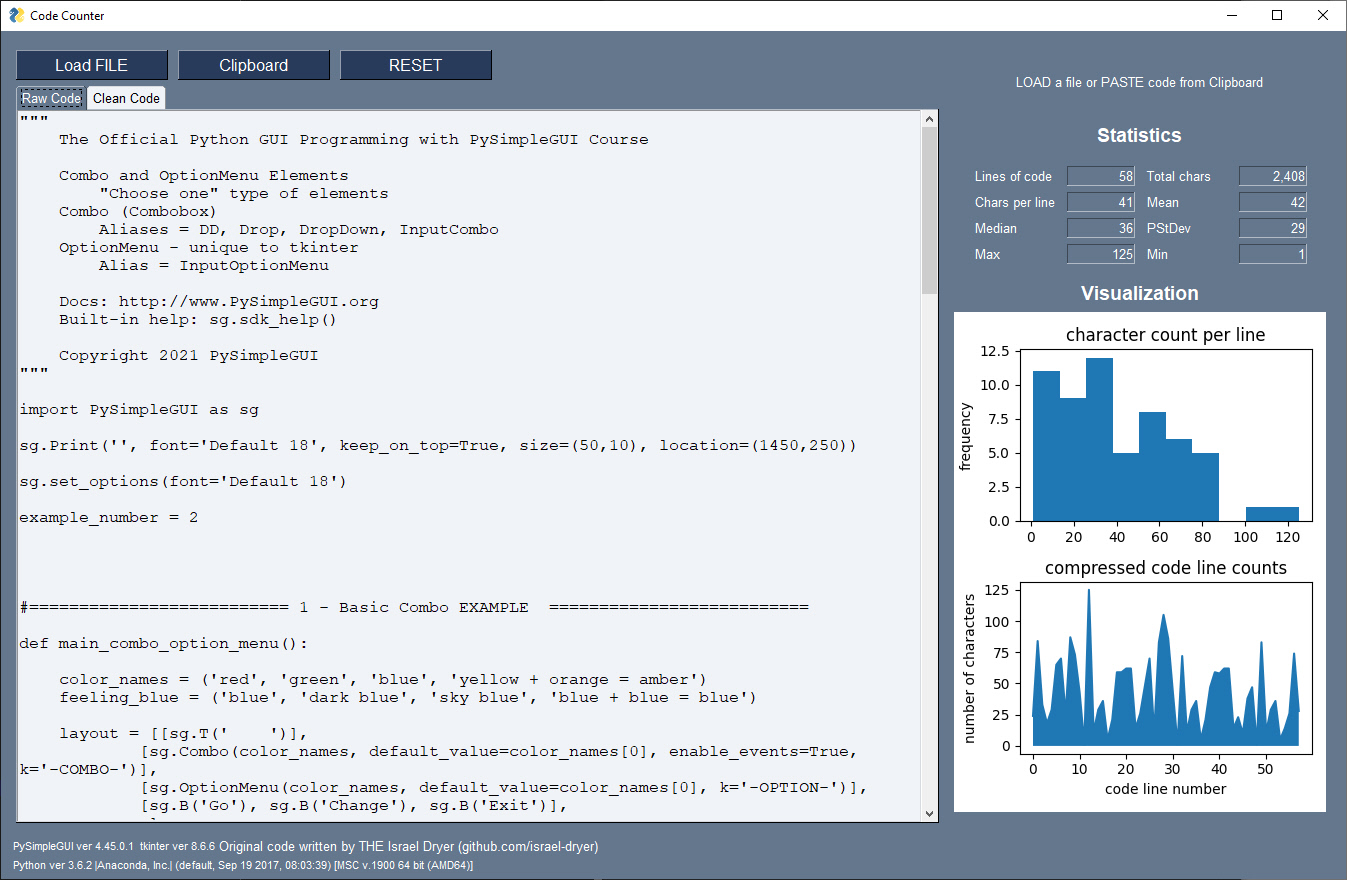 Code Counter
Load FILE Clipboard RESET
Raw Code Clean Code
"""
    The Official Python GUI Programming with PySimpleGUI Course
    Combo and OptionMenu Elements
        "Choose one" type of elements
    Combo (Combobox)
        Aliases = DD, Drop, DropDown, InputCombo
    OptionMenu - unique to tkinter
        Alias = InputOptionMenu
    Docs: http://www.PySimpleGUI.org
    Built-in help: sg.sdk_help()
    Copyright 2021 PySimpleGUI
"""
import PySimpleGUI as sg
sg.Print('', font='Default 18', keep_on_top=True, size=(50,10), location=(1450,250))
sg.set_options(font='Default 18')
example_number = 2
#========================== 1 - Basic Combo EXAMPLE  ==========================
def main_combo_option_menu():
    color_names = ('red', 'green', 'blue', 'yellow + orange = amber')
    feeling_blue = ('blue', 'dark blue', 'sky blue', 'blue + blue = blue')
    layout = [[sg.T('    ')],
            [sg.Combo(color_names, default_value=color_names[0], enable_events=True,
k='-COMBO-')],
            [sg.OptionMenu(color_names, default_value=color_names[0], k='-OPTION-')],
            [sg.B('Go'), sg.B('Change'), sg.B('Exit')],
LOAD a file or PASTE code from Clipboard
Statistics
Lines of code 58 Total chars 2,408
Chars per line 41 Mean 42
Median 36 PStDev 29
Max 125 Min 1
Visualization
character count per line
12.5
10.0
7.5
5.0
2.5
0.0
frequency
0 20 40 60 80 100 120
compressed code line counts
125
100
75
50
25
0
number of characters
0 10 20 30 40 50
code line number
PySimpleGUI ver 4.45.0.1  tkinter ver 8.6.6 Original code written by THE Israel Dryer (github.com/israel-dryer)
Python ver 3.6.2 |Anaconda, Inc.| (default, Sep 19 2017, 08:03:39) [MSC v.1900 64 bit (AMD64)]